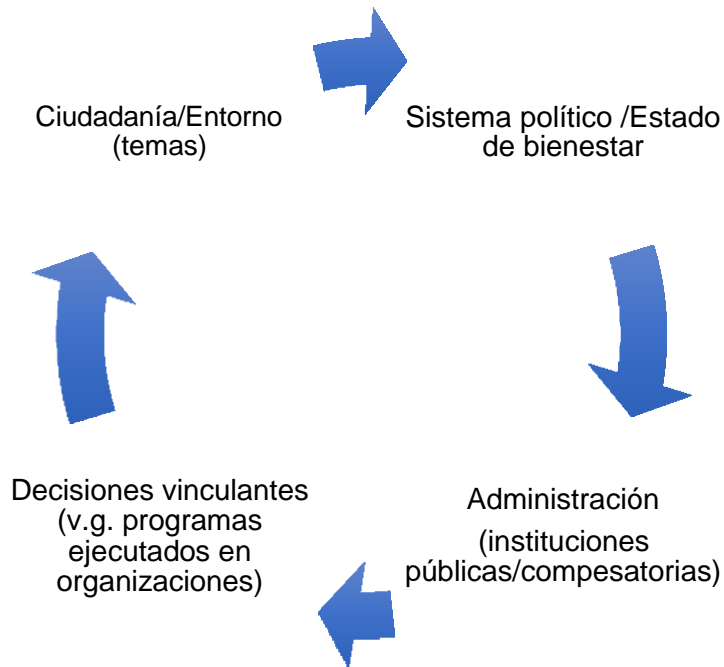 Ciudadanía/Entorno
(temas)
Sistema político /Estado
de bienestar
Administración
(instituciones
públicas/compesatorias)
Decisiones vinculantes
(v.g. programas
ejecutados en
organizaciones)